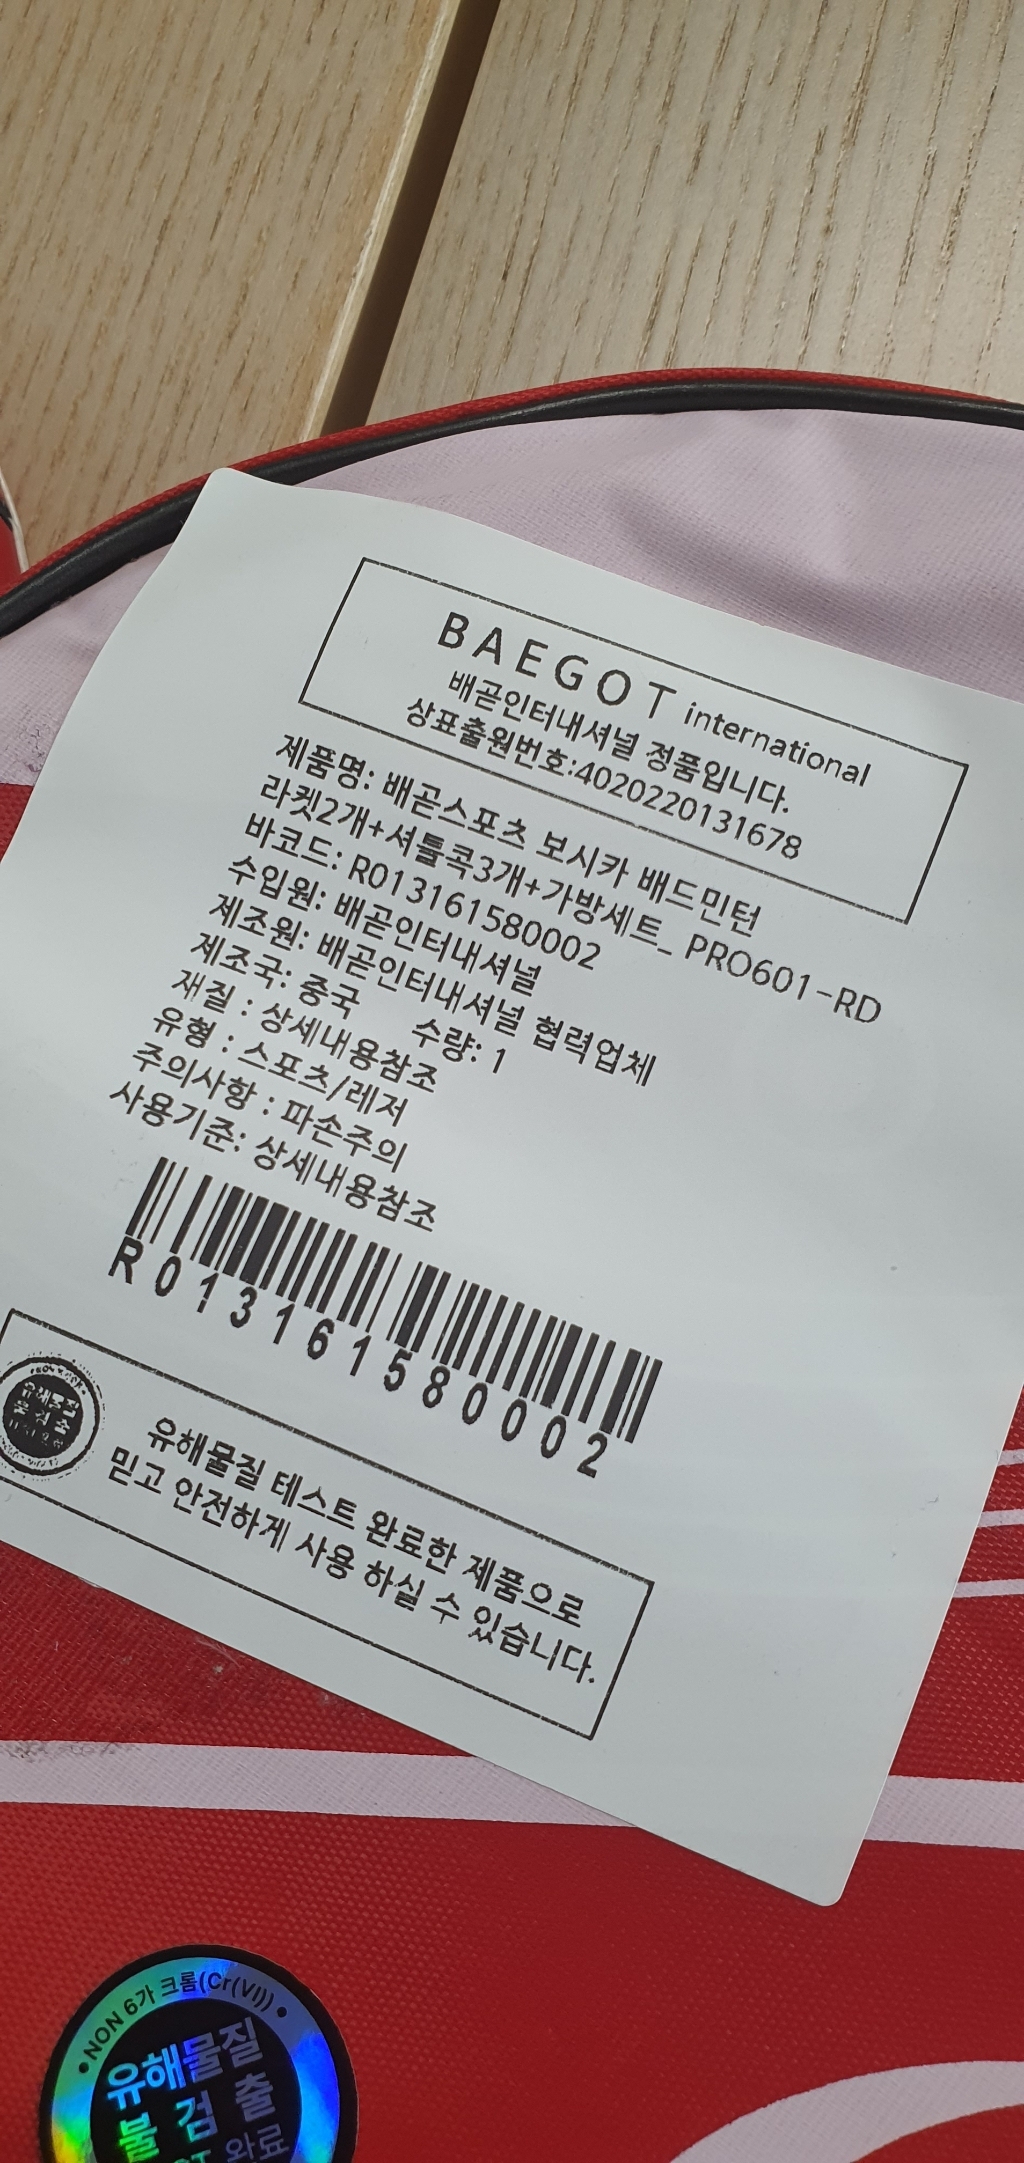 BAEGOT international
배곧인터내셔널 정품입니다.
상표출원번호:4020220131678
제품명: 배곧스포츠 보시카 배드민턴
라켓2개+셔틀콕3개+가방세트_ PRO601-RD
바코드: R013161580002
수입원: 배곧인터내셔널
제조원: 배곧인터내셔널 협력업체
제조국: 중국 수량: 1
재질 : 상세내용참조
유형 : 스포츠/레저
주의사항 : 파손주의
사용기준: 상세내용참조
R013161580002
유해물질 테스트 완료한 제품으로
믿고 안전하게 사용 하실 수 있습니다.
NON 6가 크롬(Cr(VI))
유해물질
불 검 출
완료